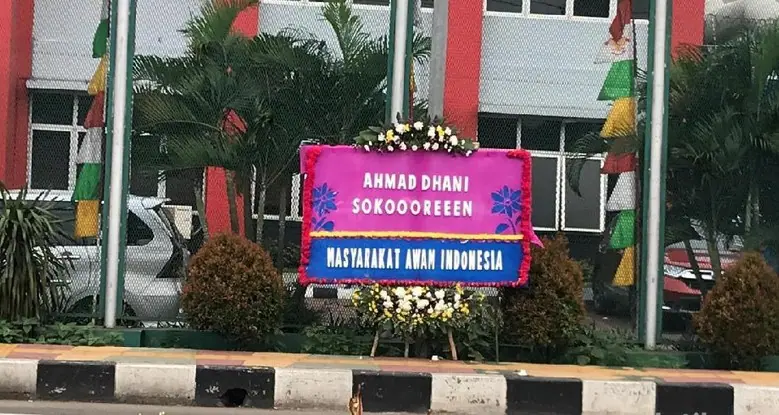 AHMAD DHANI
SOKOOOREEEN
MASYARAKAT AWAM INDONESIA